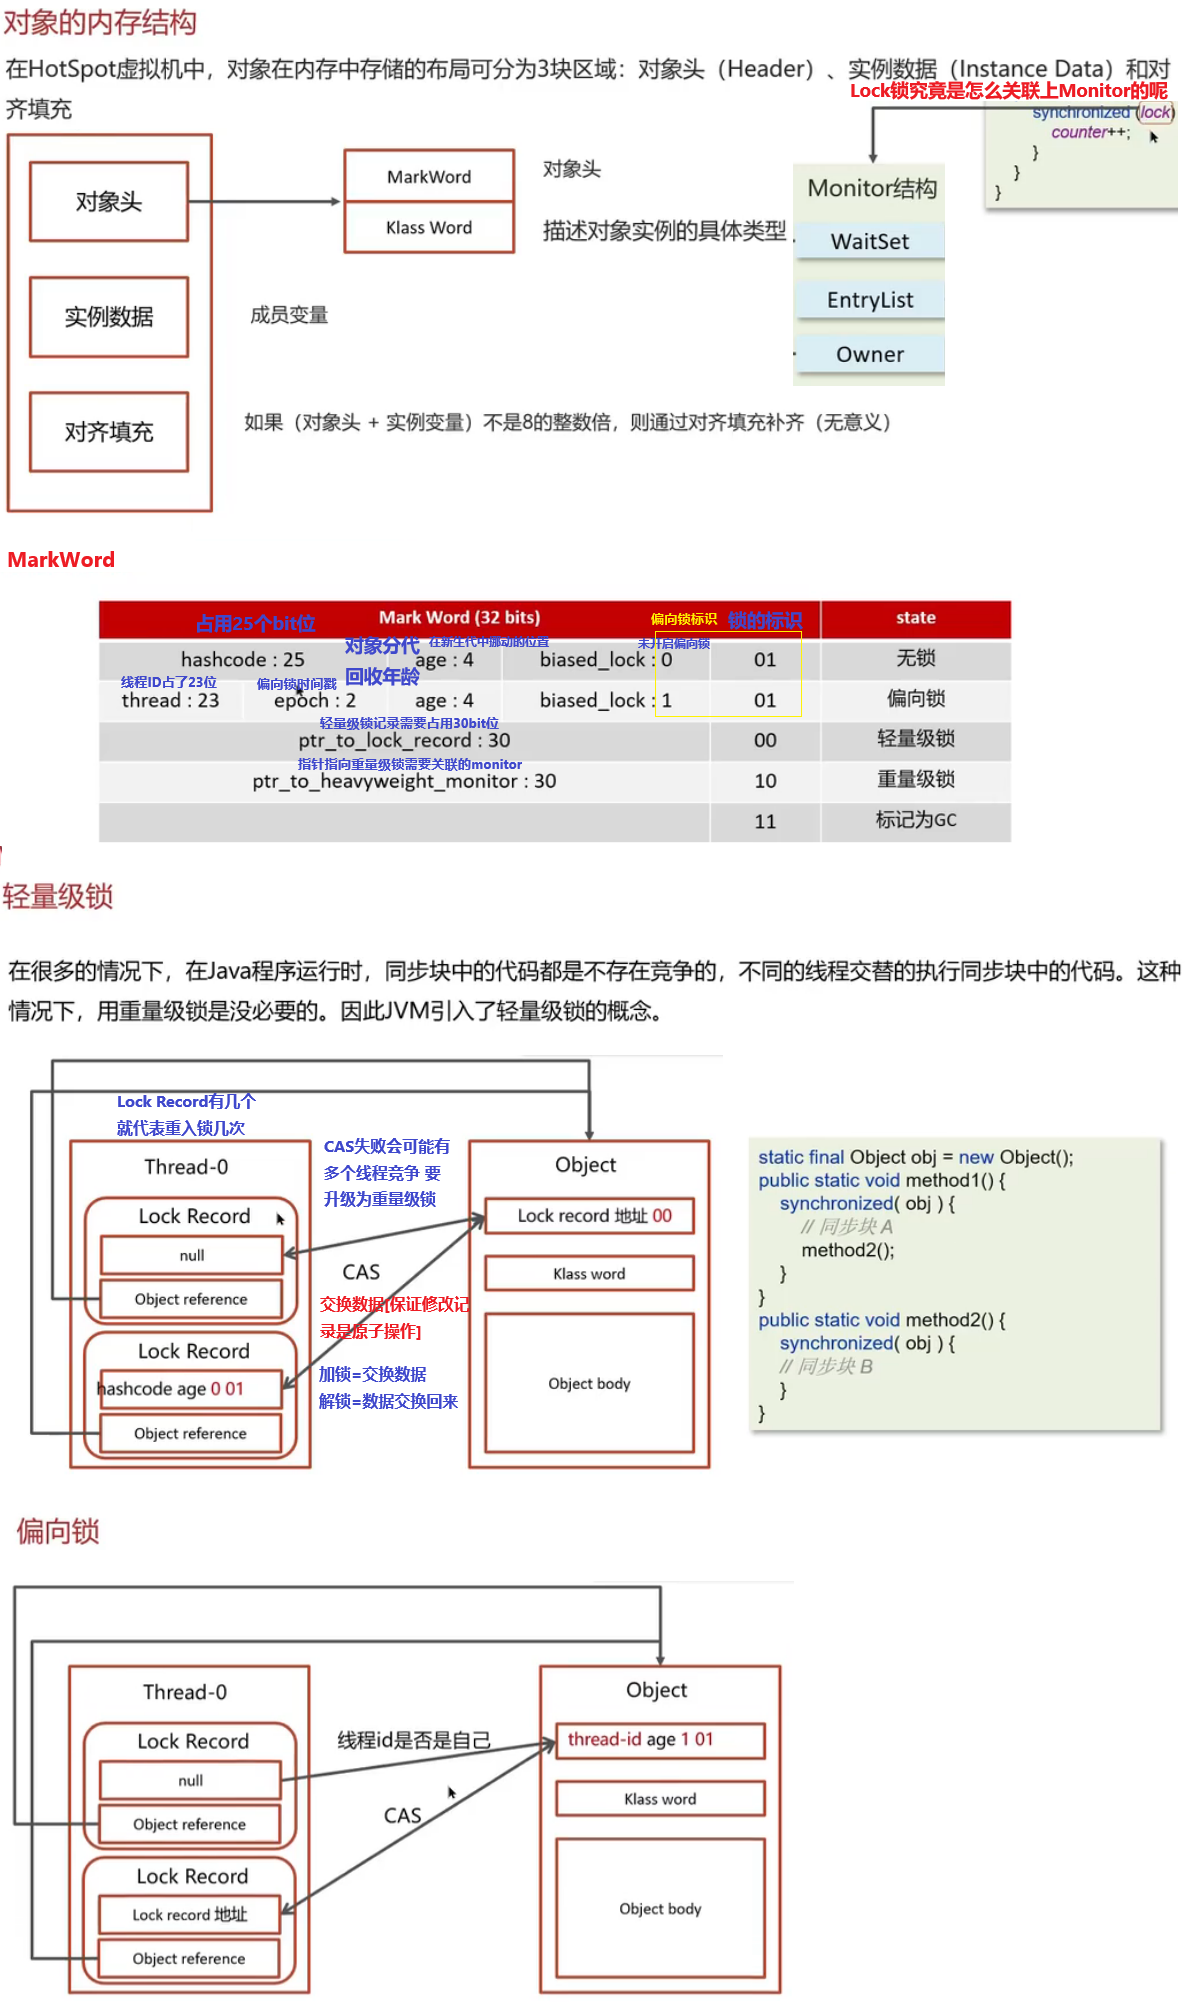 对象的内存结构
在HotSpot虚拟机中，对象在内存中存储的布局可分为3块区域：对象头（Header）、实例数据（Instance Data）和对
齐填充
Lock锁究竟是怎么关联上Monitor的呢
synchronized (lock)
counter++;
}
}
}
对象头
MarkWord
Klass Word
对象头
描述对象实例的具体类型
Monitor结构
WaitSet
EntryList
Owner
实例数据
成员变量
对齐填充
如果（对象头 + 实例变量）不是8的整数倍，则通过对齐填充补齐（无意义）
MarkWord
占用25个bit位
Mark Word (32 bits)
偏向锁标识
锁的标识
state
对象分代
回收年龄
在新生代中挪动的位置
未开启偏向锁
hashcode : 25
age : 4
biased_lock : 0
01
无锁
线程ID占了23位
偏向锁时间戳
thread : 23
epoch : 2
age : 4
biased_lock : 1
01
偏向锁
轻量级锁记录需要占用30bit位
ptr_to_lock_record : 30
00
轻量级锁
指针指向重量级锁需要关联的monitor
ptr_to_heavyweight_monitor : 30
10
重量级锁
11
标记为GC
轻量级锁
在很多的情况下，在Java程序运行时，同步块中的代码都是不存在竞争的，不同的线程交替的执行同步块中的代码。这种
情况下，用重量级锁是没必要的。因此JVM引入了轻量级锁的概念。
Lock Record有几个
就代表重入锁几次
Thread-0
Lock Record
null
Object reference
Lock Record
hashcode age 0 01
Object reference
CAS失败会可能有
多个线程竞争 要
升级为重量级锁
CAS
交换数据[保证修改记
录是原子操作]
加锁=交换数据
解锁=数据交换回来
Object
Lock record 地址 00
Klass word
Object body
static final Object obj = new Object();
public static void method1() {
synchronized( obj ) {
// 同步块 A
method2();
}
}
public static void method2() {
synchronized( obj ) {
// 同步块 B
}
}
偏向锁
Thread-0
Lock Record
null
Object reference
Lock Record
Lock record 地址
Object reference
线程id是否是自己
CAS
Object
thread-id age 1 01
Klass word
Object body